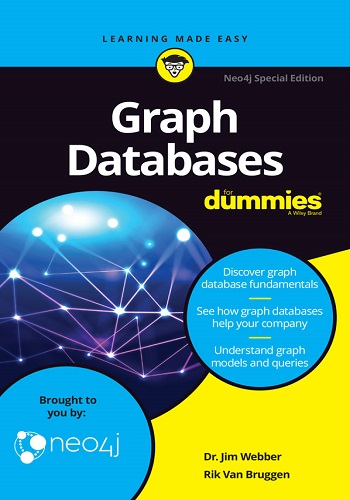 LEARNING MADE EASY
Neo4j Special Edition
Graph
Databases
for
dummies®
A Wiley Brand
Discover graph
database fundamentals
See how graph databases
help your company
Understand graph
models and queries
Brought to
you by:
neo4j
Dr. Jim Webber
Rik Van Bruggen